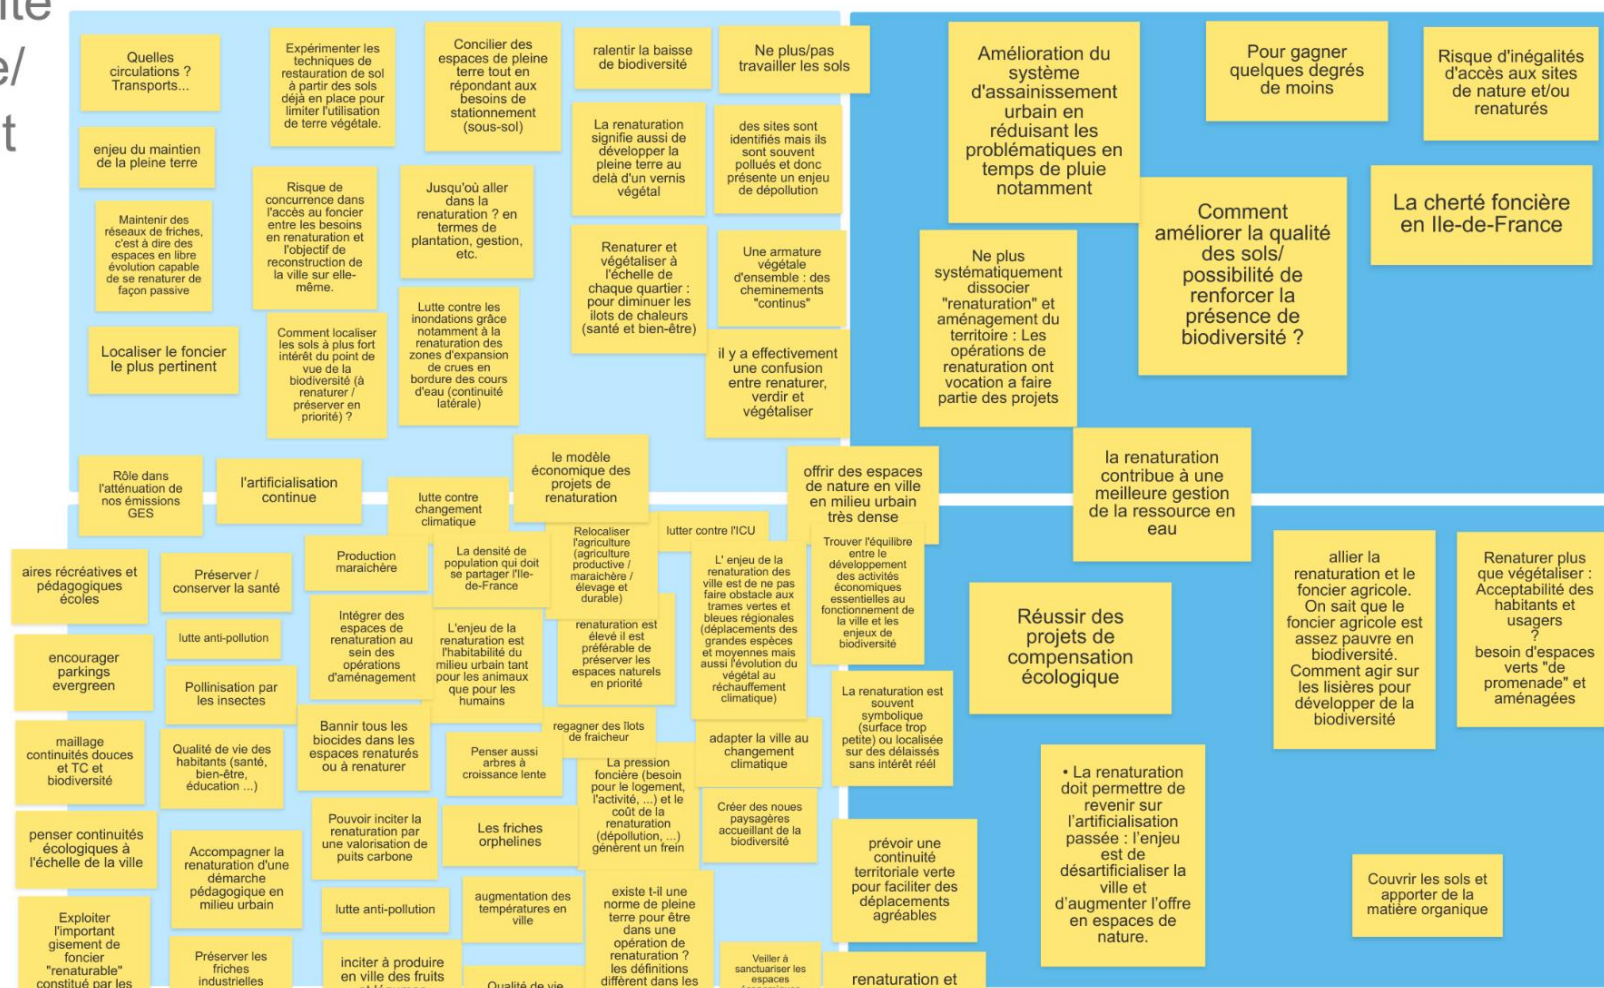 e/
t
Quelles
circulations ?
Transports...
Expérimenter les
techniques de
restauration de sol
à partir des sols
déjà en place pour
limiter l'utilisation
de terre végétale.
Concilier des
espaces de pleine
terre tout en
répondant aux
besoins de
stationnement
(sous-sol)
ralentir la baisse
de biodiversité
Ne plus/pas
travailler les sols
enjeu du maintien
de la pleine terre
La renaturation
signifie aussi de
développer la
pleine terre au
delà d'un vernis
végétal
des sites sont
identifiés mais ils
sont souvent
pollués et donc
présente un enjeu
de dépollution
Maintenir des
réseaux de friches,
c'est à dire des
espaces en libre
évolution capable
de se renaturer de
façon passive
Risque de
concurrence dans
l'accès au foncier
entre les besoins
en renaturation et
l'objectif de
reconstruction de
la ville sur elle-
même.
Jusqu'où aller
dans la
renaturation ? en
termes de
plantation, gestion,
etc.
Renaturer et
végétaliser à
l'échelle de
chaque quartier :
pour diminuer les
ilots de chaleurs
(santé et bien-être)
Une armature
végétale
d'ensemble : des
cheminements
"continus"
Localiser le foncier
le plus pertinent
Comment localiser
les sols à plus fort
intérêt du point de
vue de la
biodiversité (à
renaturer /
préserver en
priorité) ?
Lutte contre les
inondations grâce
notamment à la
renaturation des
zones d'expansion
de crues en
bordure des cours
d'eau (continuité
latérale)
il y a effectivement
une confusion
entre renaturer,
verdir et
végétaliser
Amélioration du
système
d'assainissement
urbain en
réduisant les
problématiques en
temps de pluie
notamment
Pour gagner
quelques degrés
de moins
Risque d'inégalités
d'accès aux sites
de nature et/ou
renaturés
Ne plus
systématiquement
dissocier
"renaturation" et
aménagement du
territoire : Les
opérations de
renaturation ont
vocation a faire
partie des projets
Comment
améliorer la qualité
des sols/
possibilité de
renforcer la
présence de
biodiversité ?
La cherté foncière
en Ile-de-France
Rôle dans
l'atténuation de
nos émissions
GES
l'artificialisation
continue
lutte contre
changement
climatique
le modèle
économique des
projets de
renaturation
offrir des espaces
de nature en ville
en milieu urbain
très dense
la renaturation
contribue à une
meilleure gestion
de la ressource en
eau
aires récréatives et
pédagogiques
écoles
Préserver /
conserver la santé
Production
maraichère
La densité de
population qui doit
se partager l'Ile-
de-France
Relocaliser
l'agriculture
(agriculture
productive /
maraichère /
élevage et
durable)
lutter contre l'ICU
L' enjeu de la
renaturation des
ville est de ne pas
faire obstacle aux
trames vertes et
bleues régionales
(déplacements des
grandes espèces
et moyennes mais
aussi l'évolution du
végétal au
réchauffement
climatique)
Trouver l'équilibre
entre le
développement
des activités
économiques
essentielles au
fonctionnement de
la ville et les
enjeux de
biodiversité
lutte anti-pollution
Intégrer des
espaces de
renaturation au
sein des
opérations
d'aménagement
L'enjeu de la
renaturation est
l'habitabilité du
milieu urbain tant
pour les animaux
que pour les
humains
renaturation est
élevé il est
préférable de
préserver les
espaces naturels
en priorité
encourager
parkings
evergreen
Pollinisation par
les insectes
maillage
continuités douces
et TC et
biodiversité
Qualité de vie des
habitants (santé,
bien-être,
éducation ...)
Bannir tous les
biocides dans les
espaces renaturés
ou à renaturer
Penser aussi
arbres à
croissance lente
regagner des îlots
de fraicheur
adapter la ville au
changement
climatique
La renaturation est
souvent
symbolique
(surface trop
petite) ou localisée
sur des délaissés
sans intérêt réél
La pression
foncière (besoin
pour le logement,
l'activité, ...) et le
coût de la
renaturation
(dépollution, ...)
génèrent un frein
Créer des noues
paysagères
accueillant de la
biodiversité
penser continuités
écologiques à
l'échelle de la ville
Accompagner la
renaturation d'une
démarche
pédagogique en
milieu urbain
Pouvoir inciter la
renaturation par
une valorisation de
puits carbone
Les friches
orphelines
prévoir une
continuité
territoriale verte
pour faciliter des
déplacements
agréables
Exploiter
l'important
gisement de
foncier
"renaturable"
constitué par les
Préserver les
friches
industrielles
lutte anti-pollution
augmentation des
températures en
ville
existe t-il une
norme de pleine
terre pour être
dans une
opération de
renaturation ?
les définitions
diffèrent dans les
inciter à produire
en ville des fruits
Qualité de vie
Veiller à
sanctuariser les
espaces
renaturation et
Réussir des
projets de
compensation
écologique
allier la
renaturation et le
foncier agricole.
On sait que le
foncier agricole est
assez pauvre en
biodiversité.
Comment agir sur
les lisières pour
développer de la
biodiversité
Renaturer plus
que végétaliser :
Acceptabilité des
habitants et
usagers
?
besoin d'espaces
verts "de
promenade" et
aménagées
• La renaturation
doit permettre de
revenir sur
l'artificialisation
passée : l'enjeu
est de
désartificialiser la
ville et
d'augmenter l'offre
en espaces de
nature.
Couvrir les sols et
apporter de la
matière organique